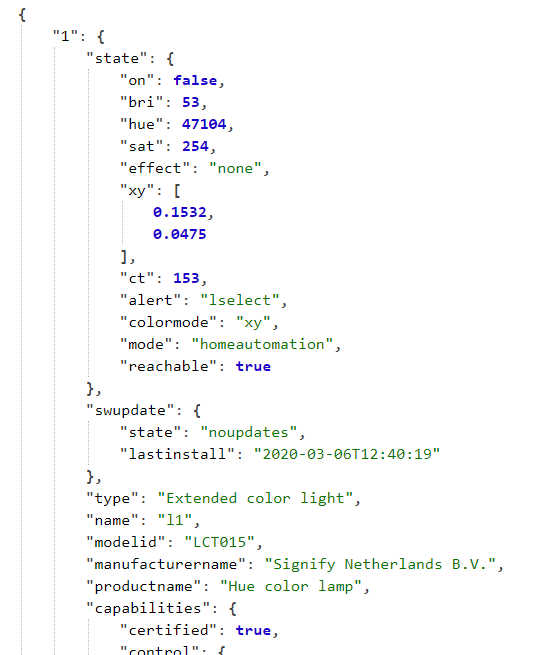 {
"1": {
"state": {
"on": false,
"bri": 53,
"hue": 47104,
"sat": 254,
"effect": "none",
"xy": [
0.1532,
0.0475
],
"ct": 153,
"alert": "lselect",
"colormode": "xy",
"mode": "homeautomation",
"reachable": true
},
"swupdate": {
"state": "noupdates",
"lastinstall": "2020-03-06T12:40:19"
},
"type": "Extended color light",
"name": "l1",
"modelid": "LCT015",
"manufacturername": "Signify Netherlands B.V.",
"productname": "Hue color lamp",
"capabilities": {
"certified": true,
"control": {